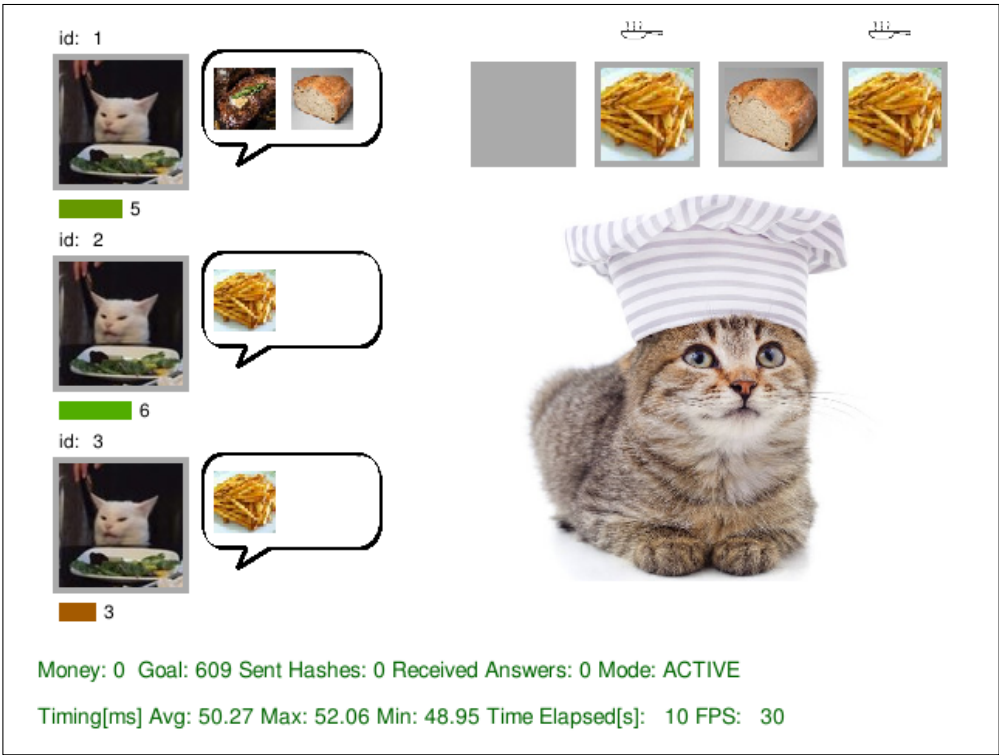 id: 1
5
id: 2
6
id: 3
3
Money: 0 Goal: 609 Sent Hashes: 0 Received Answers: 0 Mode: ACTIVE
Timing[ms] Avg: 50.27 Max: 52.06 Min: 48.95 Time Elapsed[s]: 10 FPS: 30